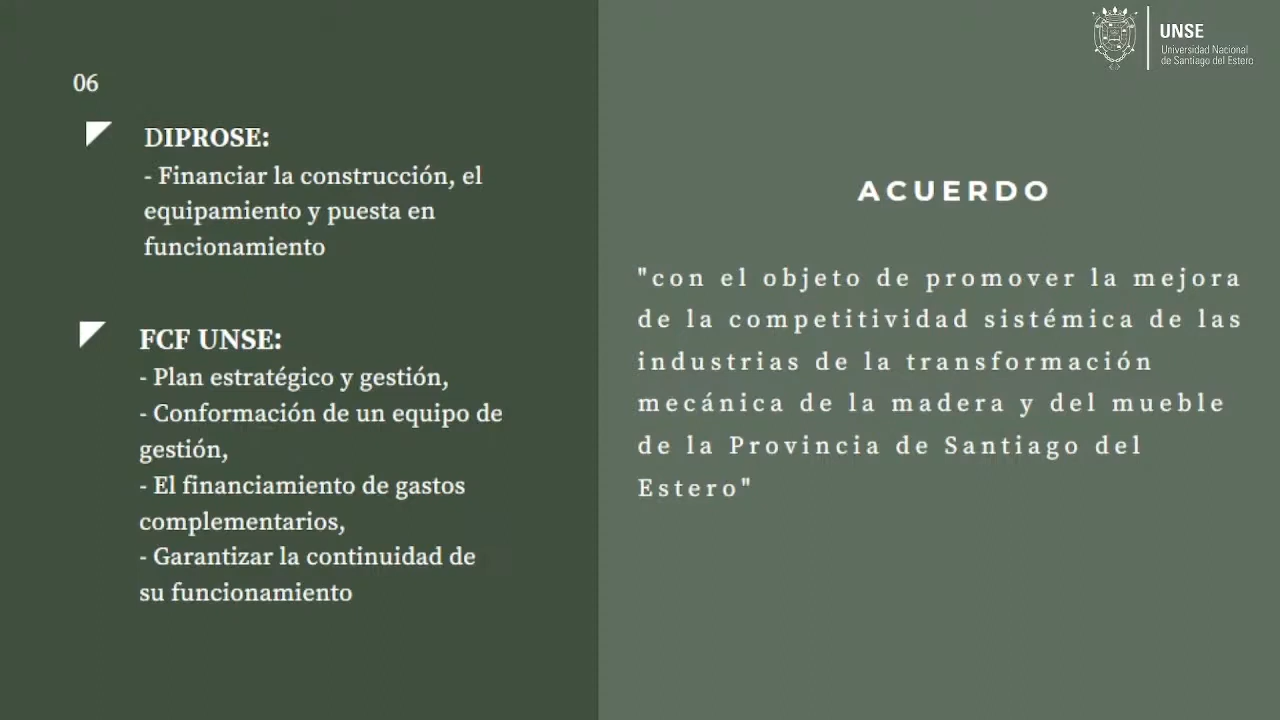 06
DIPROSE:
- Financiar la construcción, el
equipamiento y puesta en
funcionamiento
FCF UNSE:
- Plan estratégico y gestión,
- Conformación de un equipo de
gestión,
- El financiamiento de gastos
complementarios,
- Garantizar la continuidad de
su funcionamiento
UNSE
Universidad Nacional
de Santiago del Estero
ACUERDO
"con el objeto de promover la mejora
de la competitividad sistémica de las
industrias de la transformación
mecánica de la madera y del mueble
de la Provincia de Santiago del
Estero"